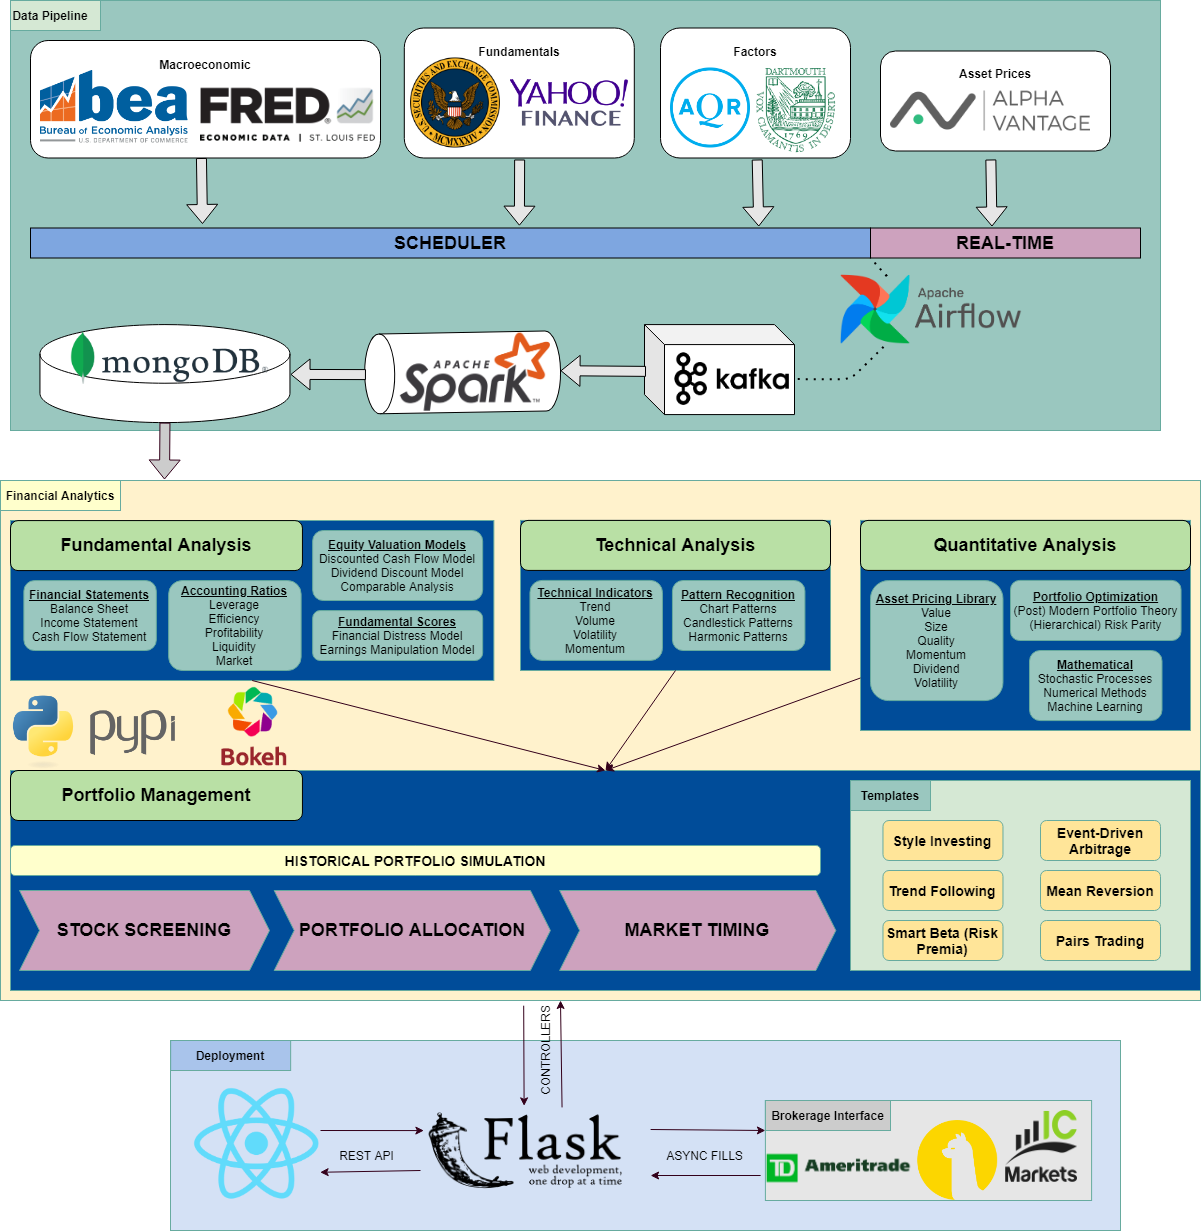 Data Pipeline
Macroeconomic
bea
Bureau of Economic Analysis
U.S. DEPARTMENT OF COMMERCE
FRED
ECONOMIC DATA | ST. LOUIS FED
Fundamentals
U.S. SECURITIES AND EXCHANGE COMMISSION
MCMXXXIV
YAHOO!
FINANCE
Factors
AQR
DARTMOUTH
VOX CLAMANTIS IN DESERTO
1769
Asset Prices
ALPHA
VANTAGE
SCHEDULER
REAL-TIME
Apache
Airflow
mongoDB®
APACHE
Spark™
kafka
Financial Analytics
Fundamental Analysis
Financial Statements
Balance Sheet
Income Statement
Cash Flow Statement
Accounting Ratios
Leverage
Efficiency
Profitability
Liquidity
Market
Equity Valuation Models
Discounted Cash Flow Model
Dividend Discount Model
Comparable Analysis
Fundamental Scores
Financial Distress Model
Earnings Manipulation Model
Technical Analysis
Technical Indicators
Trend
Volume
Volatility
Momentum
Pattern Recognition
Chart Patterns
Candlestick Patterns
Harmonic Patterns
Quantitative Analysis
Asset Pricing Library
Value
Size
Quality
Momentum
Dividend
Volatility
Portfolio Optimization
(Post) Modern Portfolio Theory
(Hierarchical) Risk Parity
Mathematical
Stochastic Processes
Numerical Methods
Machine Learning
pypi
Bokeh
Portfolio Management
HISTORICAL PORTFOLIO SIMULATION
STOCK SCREENING
PORTFOLIO ALLOCATION
MARKET TIMING
Templates
Style Investing
Event-Driven
Arbitrage
Trend Following
Mean Reversion
Smart Beta (Risk
Premia)
Pairs Trading
CONTROLLERS
Deployment
REST API
Flask
web development,
one drop at a time
ASYNC FILLS
Brokerage Interface
TD Ameritrade
IC
Markets